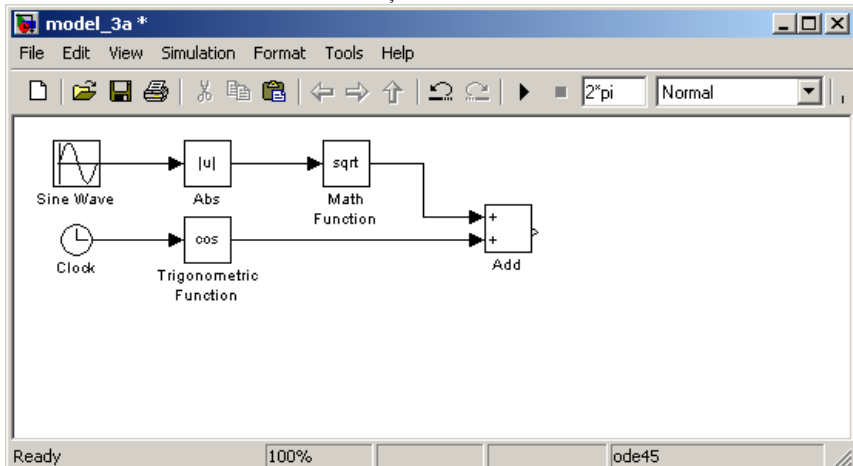 model_3a *
File Edit View Simulation Format Tools Help
2*pi Normal
|u| sqrt
Sine Wave Abs Math
Function
+
cos +
Clock Trigonometric Add
Function
Ready 100% ode45